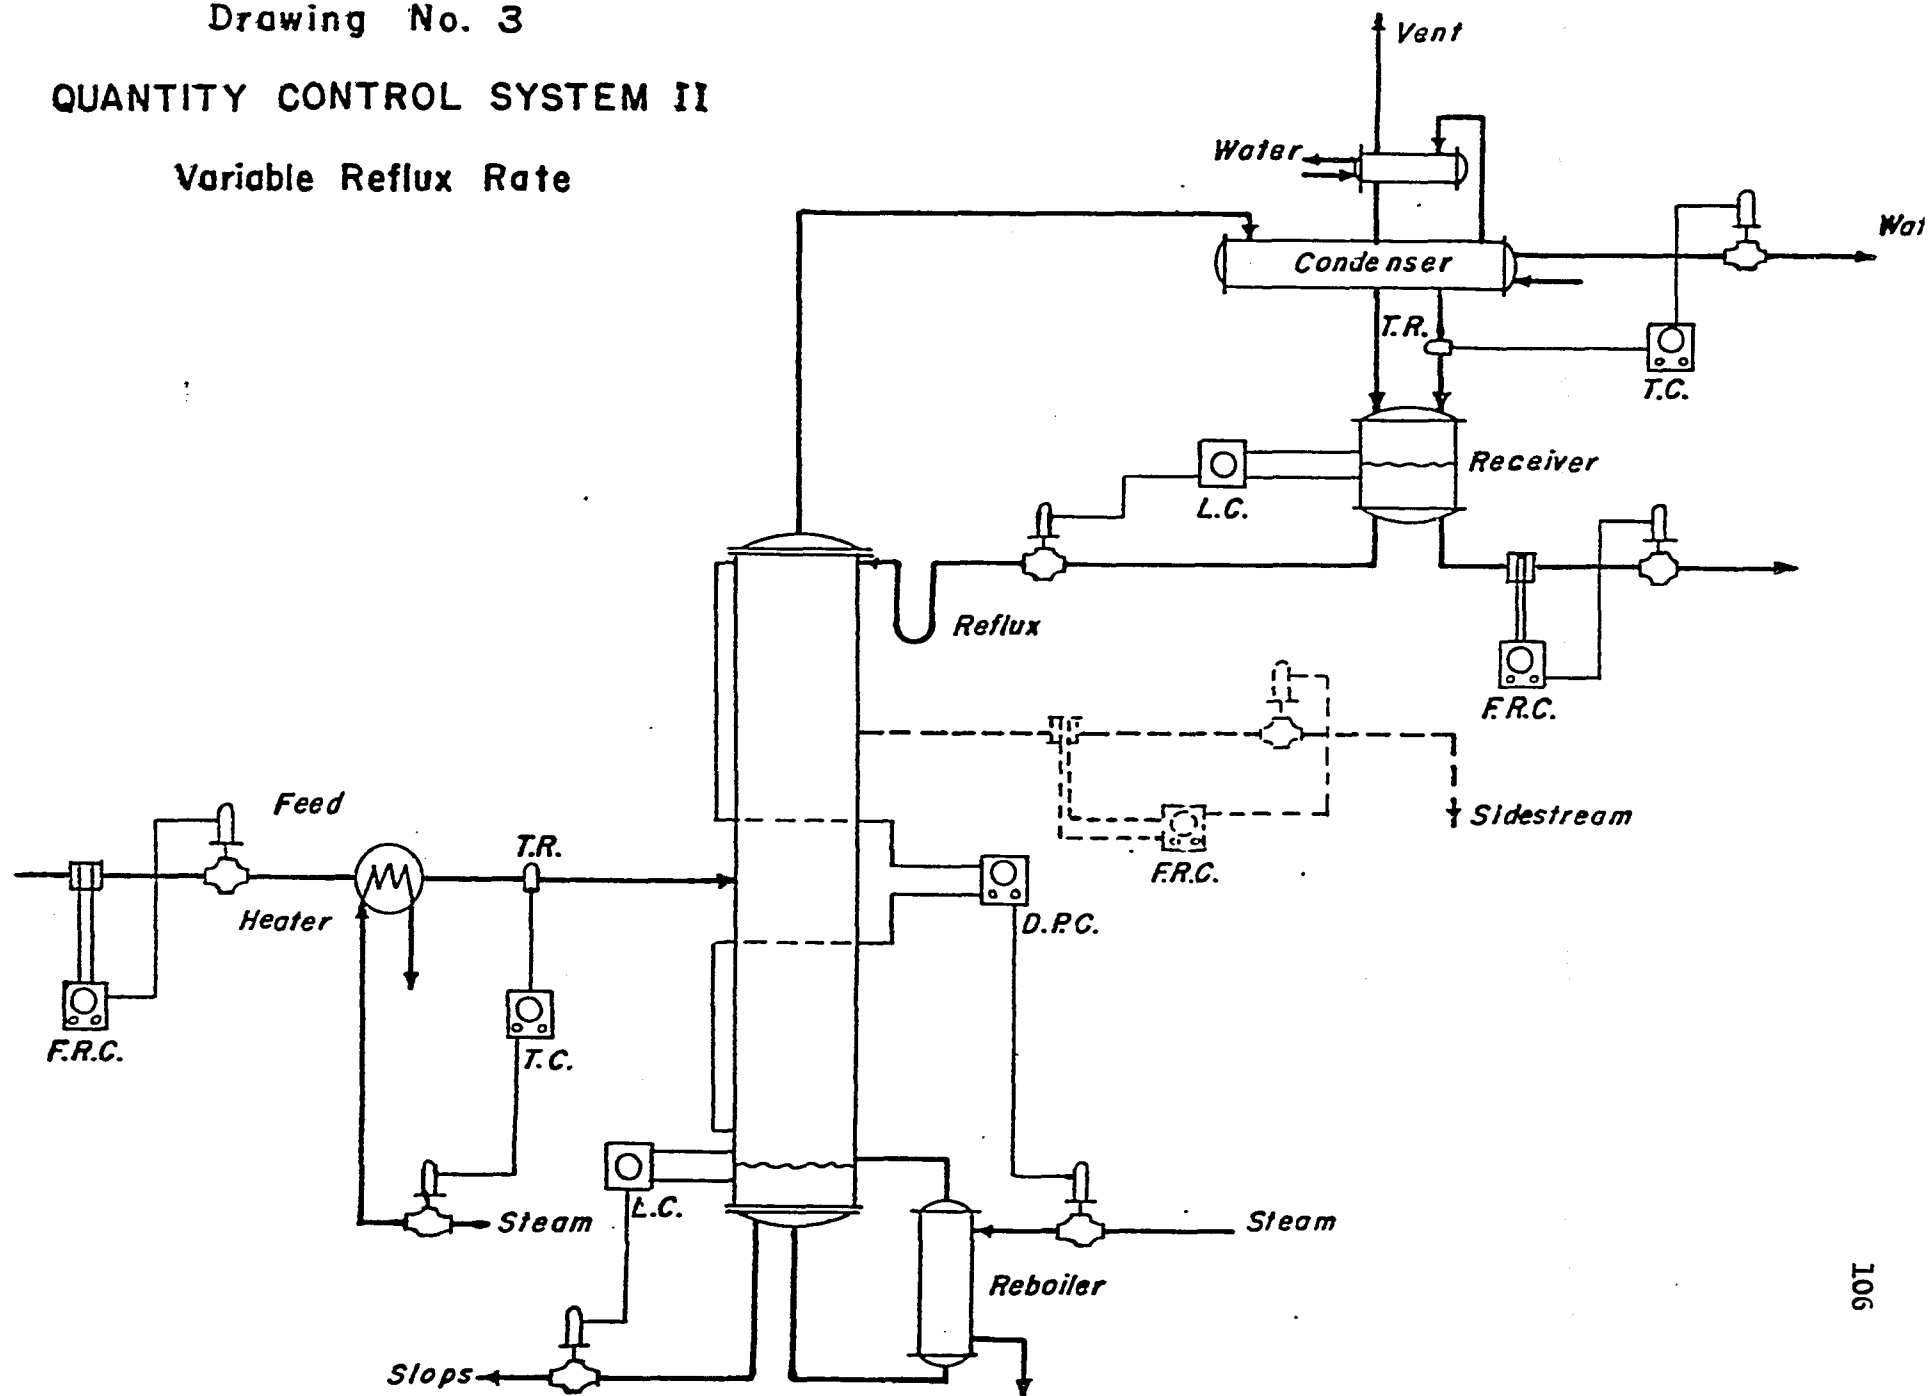 Drawing No. 3
QUANTITY CONTROL SYSTEM II
Variable Reflux Rate
Vent
Water
Wat
Condenser
T.R.
T.C.
Receiver
L.C.
Reflux
F.R.C.
Sidestream
F.R.C.
Feed
T.R.
Heater
D.P.C.
F.R.C.
T.C.
L.C.
Steam
Steam
Reboiler
Slops
106